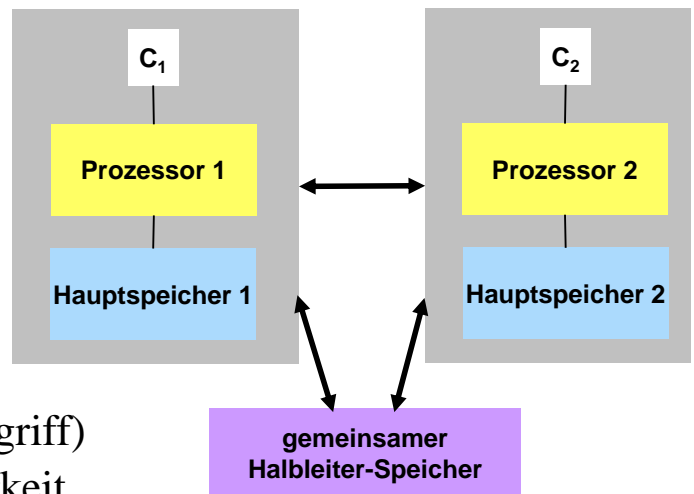 C₁
C₂
Prozessor 1
Prozessor 2
Hauptspeicher 1
Hauptspeicher 2
griff)
keit
gemeinsamer
Halbleiter-Speicher